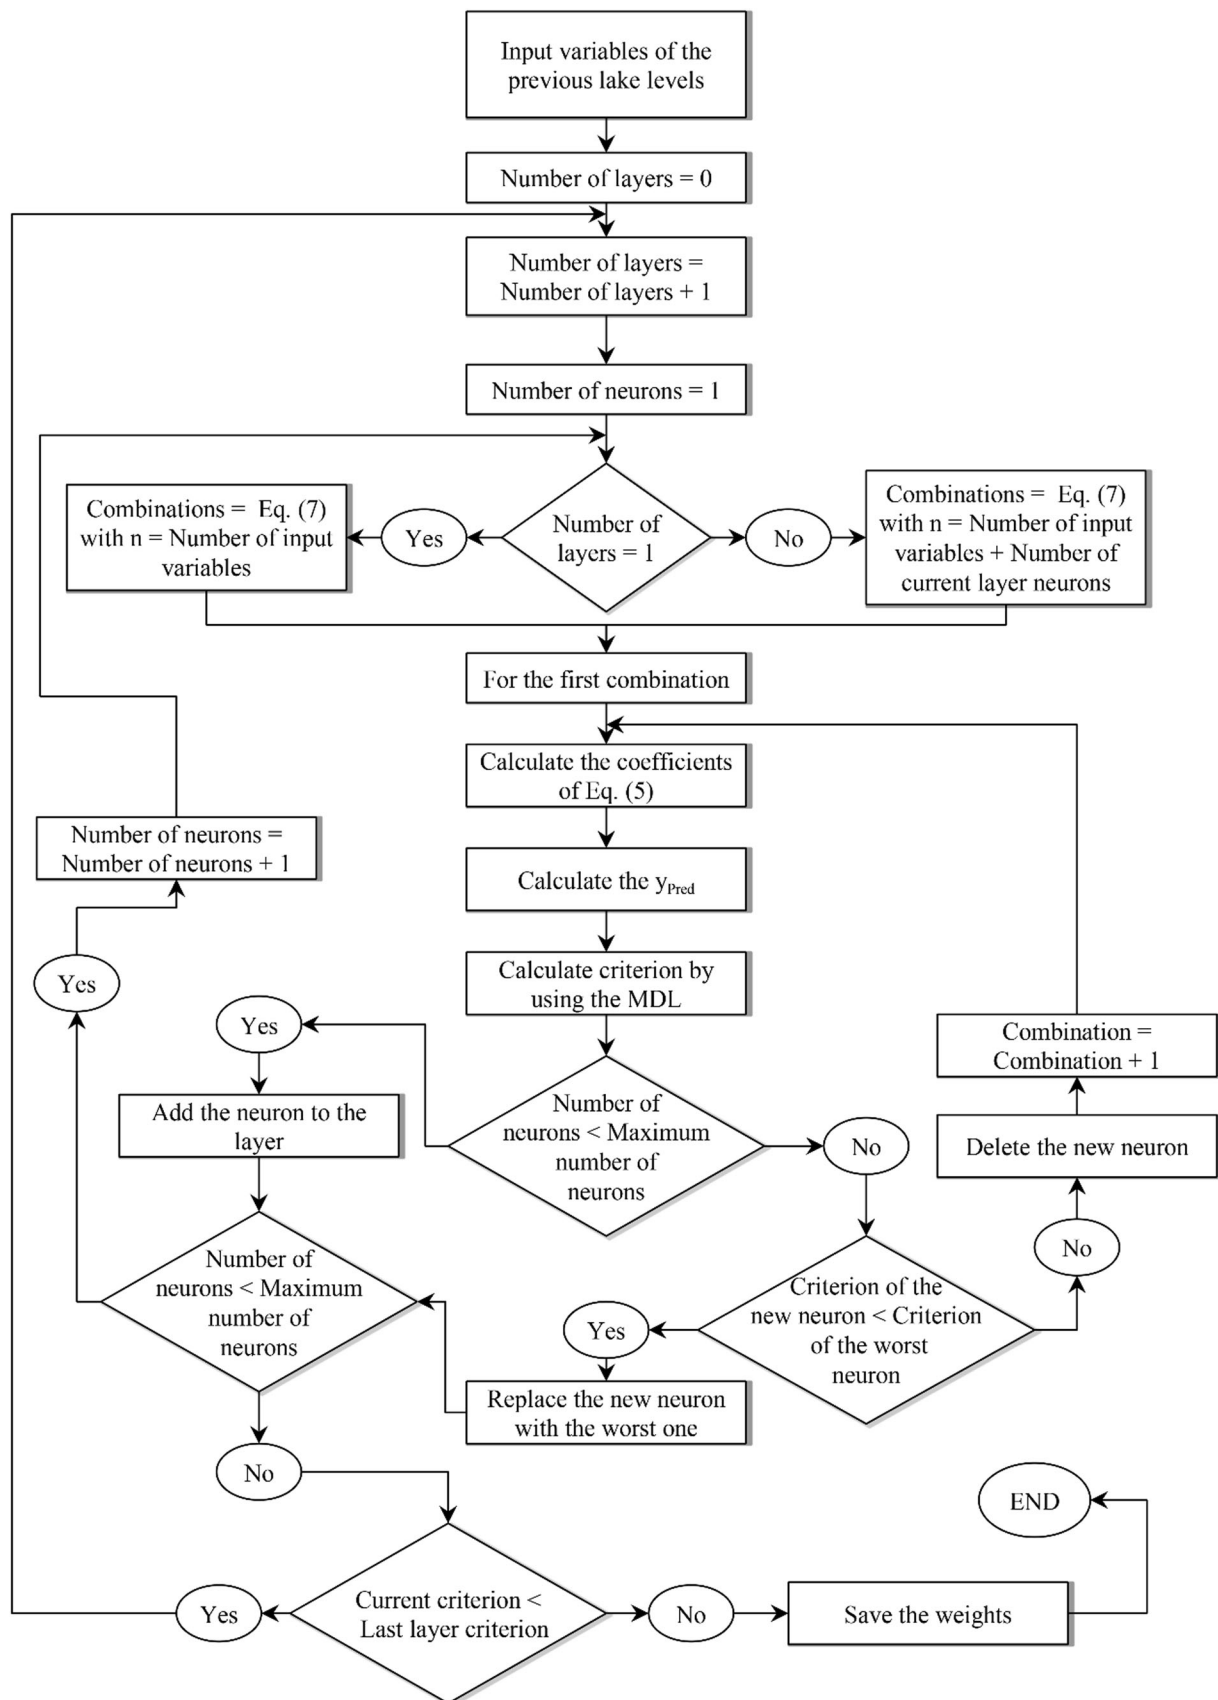 Input variables of the
previous lake levels
Number of layers = 0
Number of layers =
Number of layers + 1
Number of neurons = 1
Combinations = Eq. (7)
with n = Number of input
variables
Yes
Number of
layers = 1
No
Combinations = Eq. (7)
with n = Number of input
variables + Number of
current layer neurons
For the first combination
Calculate the coefficients
of Eq. (5)
Number of neurons =
Number of neurons + 1
Calculate the yPred
Yes
Calculate criterion by
using the MDL
Yes
Combination =
Combination + 1
Add the neuron to the
layer
Number of
neurons < Maximum
number of
neurons
No
Delete the new neuron
Number of
neurons < Maximum
number of
neurons
No
Yes
Criterion of the
new neuron < Criterion
of the worst
neuron
Replace the new neuron
with the worst one
No
END
Yes
Current criterion <
Last layer criterion
No
Save the weights